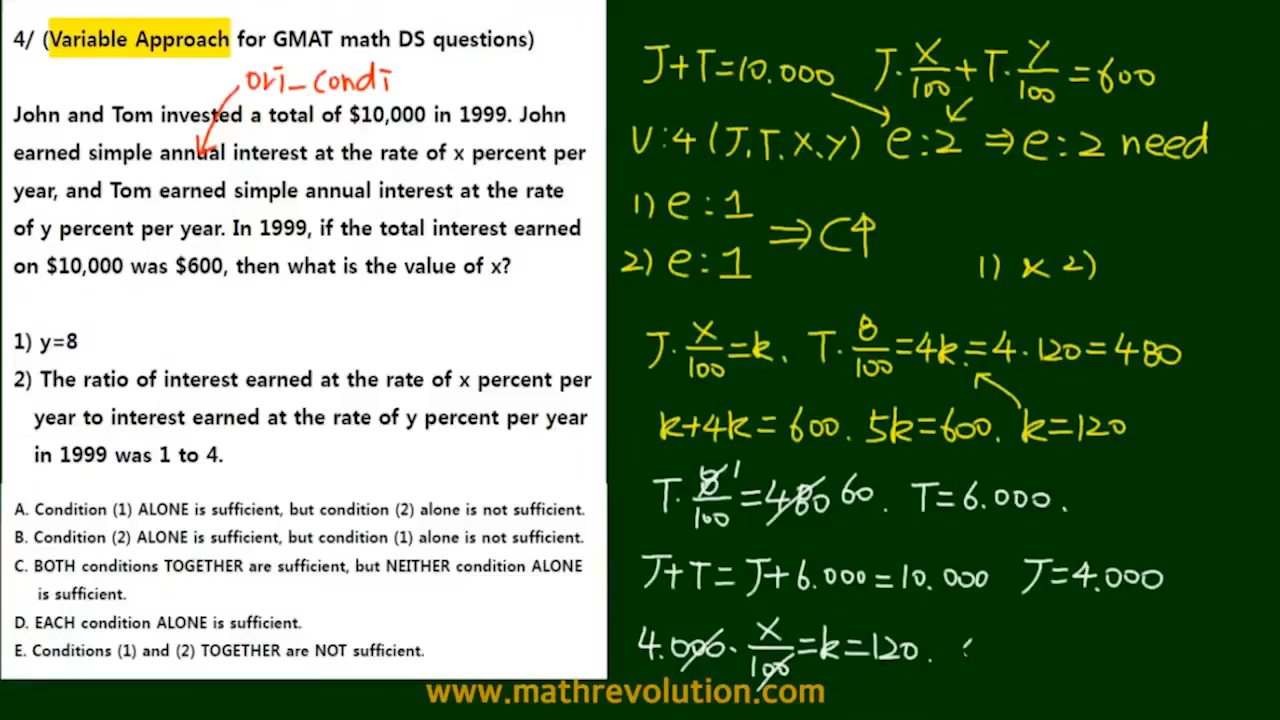 4/ (Variable Approach for GMAT math DS questions)
ori-condi
John and Tom invested a total of $10,000 in 1999. John
earned simple annual interest at the rate of x percent per
year, and Tom earned simple annual interest at the rate
of y percent per year. In 1999, if the total interest earned
on $10,000 was $600, then what is the value of x?
1) y=8
2) The ratio of interest earned at the rate of x percent per
year to interest earned at the rate of y percent per year
in 1999 was 1 to 4.
A. Condition (1) ALONE is sufficient, but condition (2) alone is not sufficient.
B. Condition (2) ALONE is sufficient, but condition (1) alone is not sufficient.
C. BOTH conditions TOGETHER are sufficient, but NEITHER condition ALONE
is sufficient.
D. EACH condition ALONE is sufficient.
E. Conditions (1) and (2) TOGETHER are NOT sufficient.
J+T=10.000 J·x/100+T·y/100=600
V:4 (J,T,X,Y) e:2 ⇒ e:2 need
1) e:1
⇒ C↑
2) e:1
1) x 2)
J·x/100=k. T·8/100=4k=4·120=480
k+4k=600. 5k=600. k=120
T·8/100 1=480 60. T=6.000.
J+T=J+6.000=10.000 J=4.000
4.000·x/100=k=120.
www.mathrevolution.com